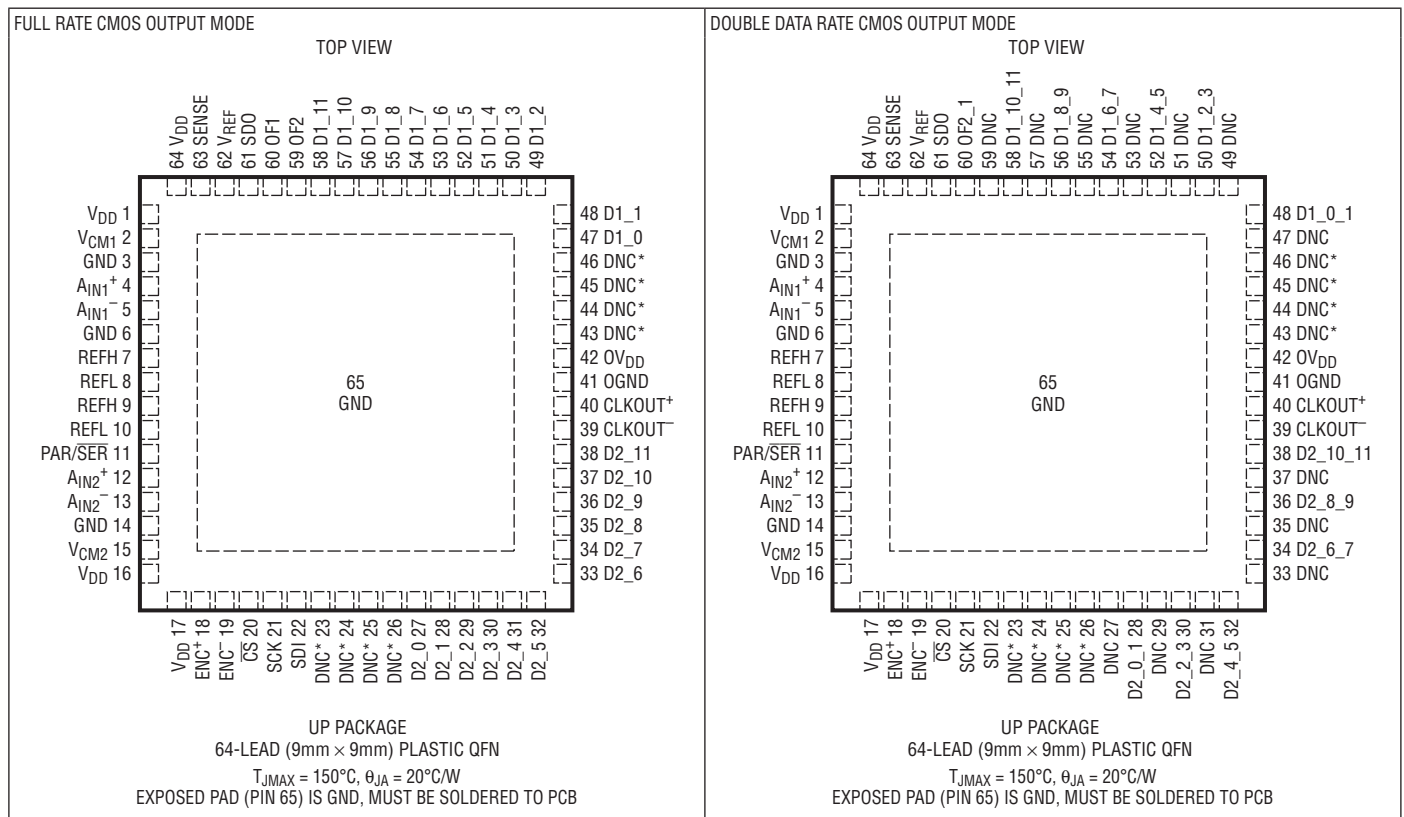 FULL RATE CMOS OUTPUT MODE
TOP VIEW
64 VDD
63 SENSE
62 VREF
61 SDO
60 OF1
59 OF2
58 D1_11
57 D1_10
56 D1_9
55 D1_8
54 D1_7
53 D1_6
52 D1_5
51 D1_4
50 D1_3
49 D1_2
VDD 1
VCM1 2
GND 3
AIN1+ 4
AIN1– 5
GND 6
REFH 7
REFL 8
REFH 9
REFL 10
PAR/SER 11
AIN2+ 12
AIN2– 13
GND 14
VCM2 15
VDD 16
65
GND
48 D1_1
47 D1_0
46 DNC*
45 DNC*
44 DNC*
43 DNC*
42 OVDD
41 OGND
40 CLKOUT+
39 CLKOUT–
38 D2_11
37 D2_10
36 D2_9
35 D2_8
34 D2_7
33 D2_6
VDD 17
ENC+ 18
ENC– 19
CS 20
SCK 21
SDI 22
DNC* 23
DNC* 24
DNC* 25
DNC* 26
D2_0 27
D2_1 28
D2_2 29
D2_3 30
D2_4 31
D2_5 32
UP PACKAGE
64-LEAD (9mm × 9mm) PLASTIC QFN
TJMAX = 150°C, θJA = 20°C/W
EXPOSED PAD (PIN 65) IS GND, MUST BE SOLDERED TO PCB
DOUBLE DATA RATE CMOS OUTPUT MODE
TOP VIEW
64 VDD
63 SENSE
62 VREF
61 SDO
60 OF2_1
59 DNC
58 D1_10_11
57 DNC
56 D1_8_9
55 DNC
54 D1_6_7
53 DNC
52 D1_4_5
51 DNC
50 D1_2_3
49 DNC
VDD 1
VCM1 2
GND 3
AIN1+ 4
AIN1– 5
GND 6
REFH 7
REFL 8
REFH 9
REFL 10
PAR/SER 11
AIN2+ 12
AIN2– 13
GND 14
VCM2 15
VDD 16
65
GND
48 D1_0_1
47 DNC
46 DNC*
45 DNC*
44 DNC*
43 DNC*
42 OVDD
41 OGND
40 CLKOUT+
39 CLKOUT–
38 D2_10_11
37 DNC
36 D2_8_9
35 DNC
34 D2_6_7
33 DNC
VDD 17
ENC+ 18
ENC– 19
CS 20
SCK 21
SDI 22
DNC* 23
DNC* 24
DNC* 25
DNC* 26
DNC 27
D2_0_1 28
DNC 29
D2_2_3 30
DNC 31
D2_4_5 32
UP PACKAGE
64-LEAD (9mm × 9mm) PLASTIC QFN
TJMAX = 150°C, θJA = 20°C/W
EXPOSED PAD (PIN 65) IS GND, MUST BE SOLDERED TO PCB